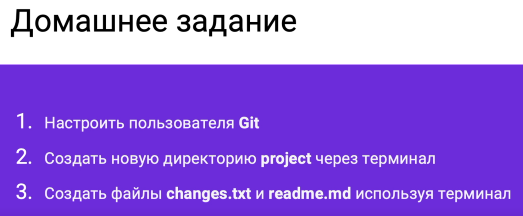 Домашнее задание
1. Настроить пользователя Git
2. Создать новую директорию project через терминал
3. Создать файлы changes.txt и readme.md используя терминал